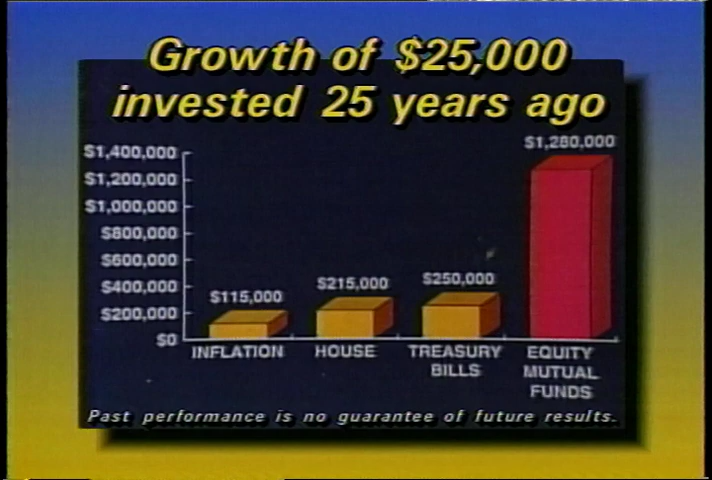 Growth of $25,000
invested 25 years ago
$1,280,000
$1,400,000
$1,200,000
$1,000,000
$800,000
$600,000
$400,000
$200,000
$0
$115,000
$215,000
$250,000
INFLATION
HOUSE
TREASURY
BILLS
EQUITY
MUTUAL
FUNDS
Past performance is no guarantee of future results.